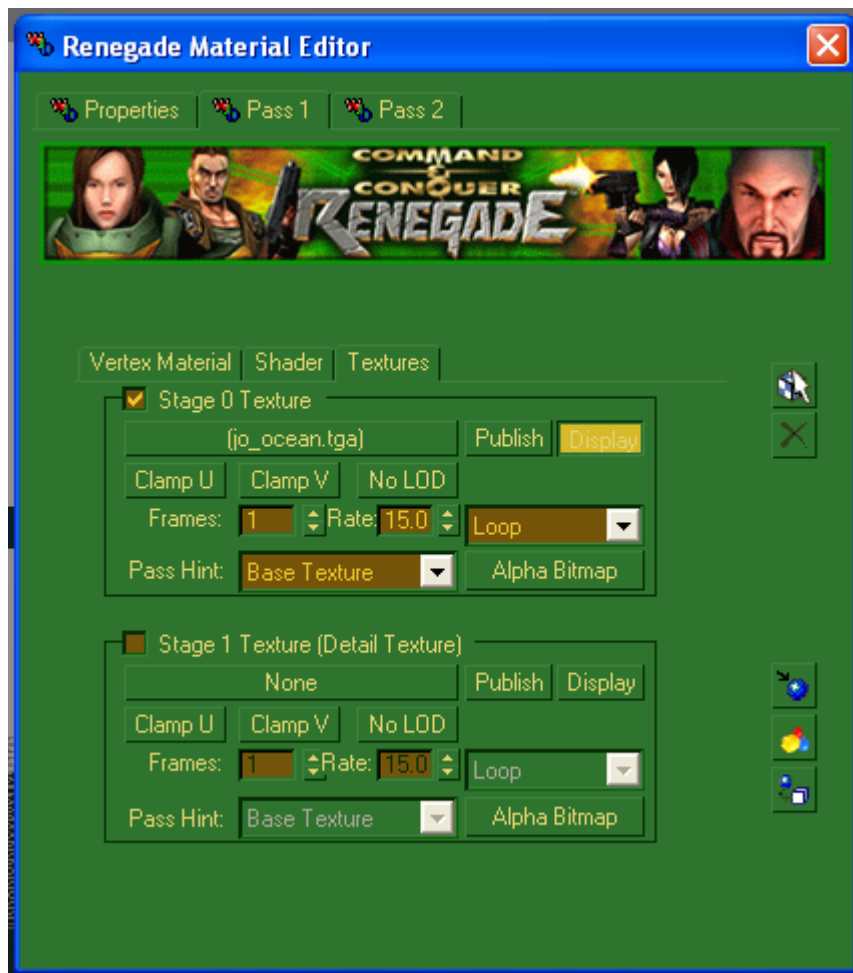 Renegade Material Editor
Properties Pass 1 Pass 2
COMMAND
&
CONQUER
RENEGADE
Vertex Material Shader Textures
Stage 0 Texture
(jo_ocean.tga) Publish Display
Clamp U Clamp V No LOD
Frames: 1 Rate: 15.0 Loop
Pass Hint: Base Texture Alpha Bitmap
Stage 1 Texture (Detail Texture)
None Publish Display
Clamp U Clamp V No LOD
Frames: 1 Rate: 15.0 Loop
Pass Hint: Base Texture Alpha Bitmap